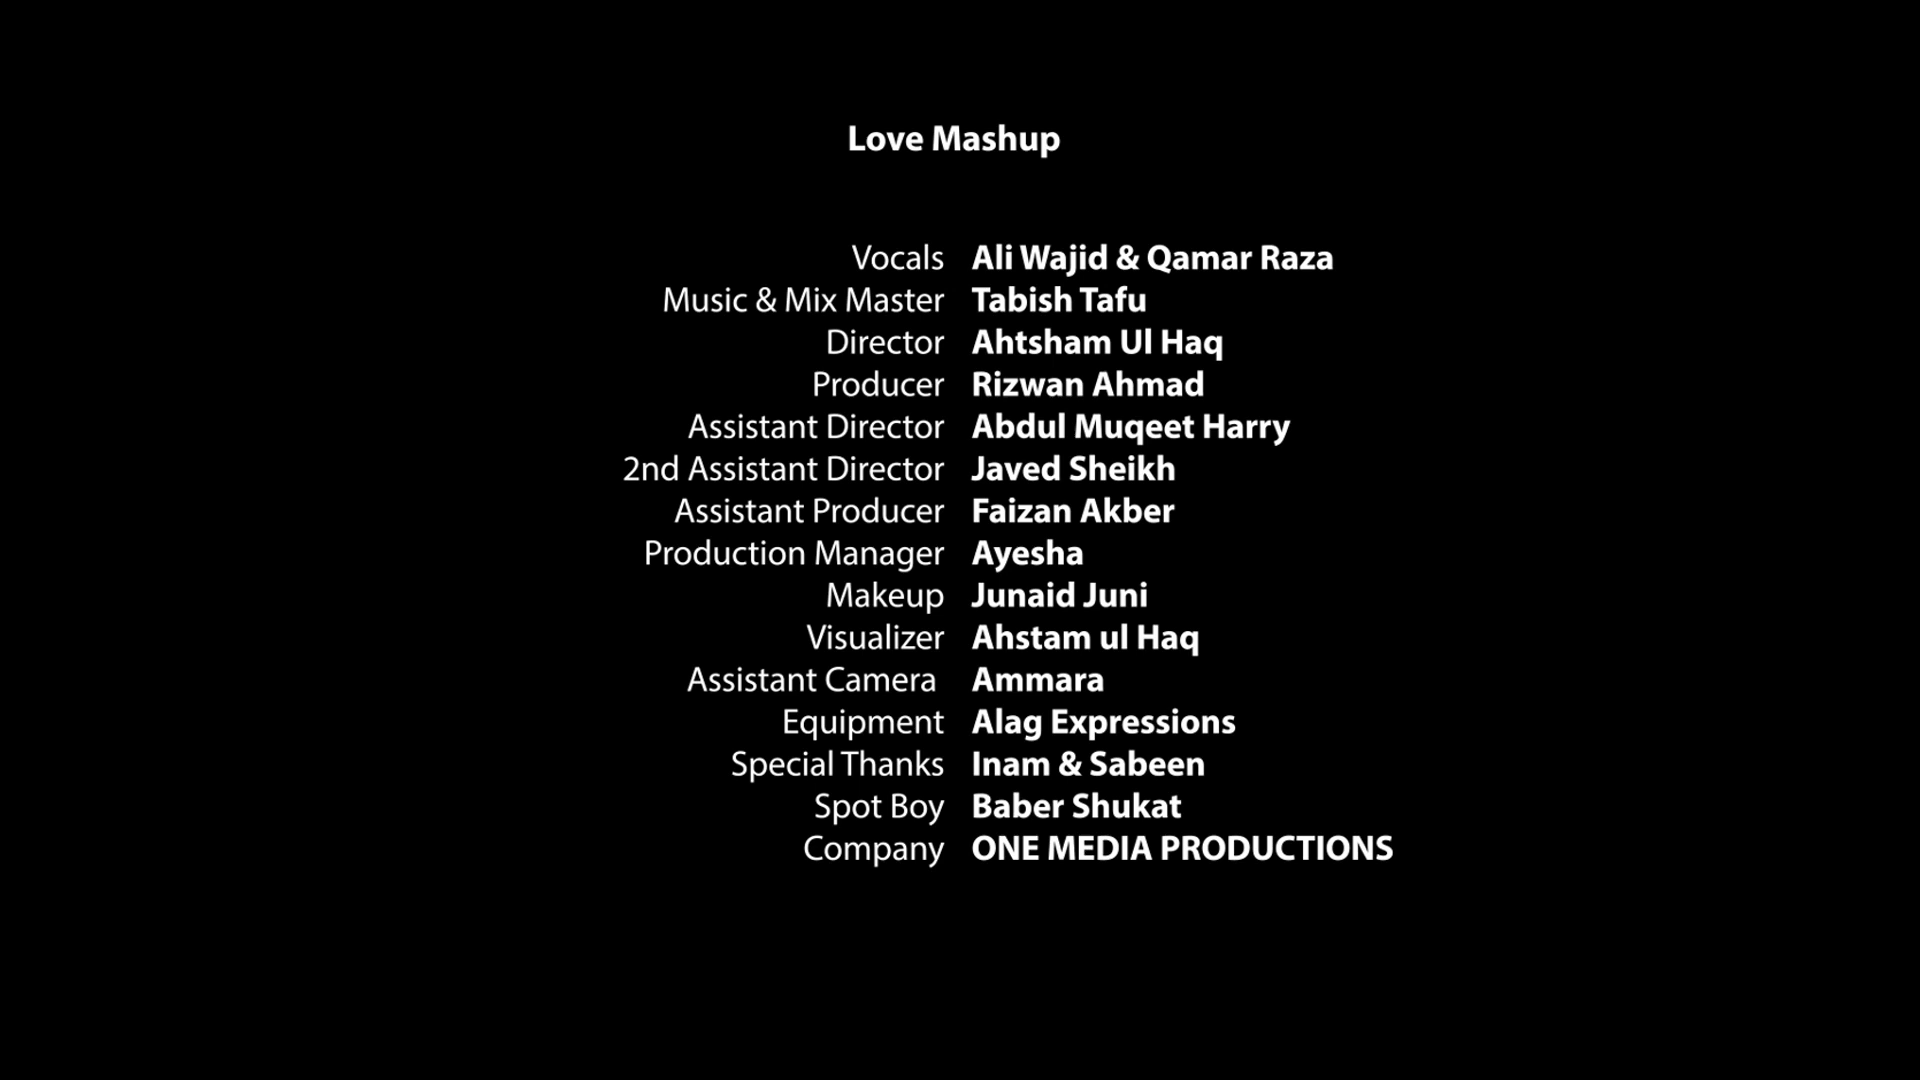 Love Mashup
Vocals Ali Wajid & Qamar Raza
Music & Mix Master Tabish Tafu
Director Ahtsham Ul Haq
Producer Rizwan Ahmad
Assistant Director Abdul Muqeet Harry
2nd Assistant Director Javed Sheikh
Assistant Producer Faizan Akber
Production Manager Ayesha
Makeup Junaid Juni
Visualizer Ahstam ul Haq
Assistant Camera Ammara
Equipment Alag Expressions
Special Thanks Inam & Sabeen
Spot Boy Baber Shukat
Company ONE MEDIA PRODUCTIONS